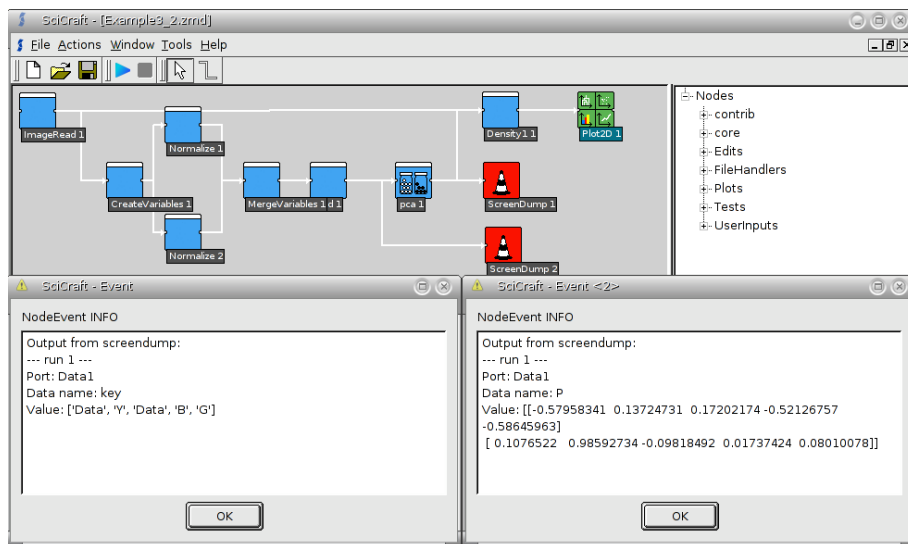 SciCraft - [Example3_2.zmd]
File Actions Window Tools Help
ImageRead 1
Normalize 1
Density1 1
Plot2D 1
CreateVariables 1
MergeVariables 1
d 1
pca 1
ScreenDump 1
Normalize 2
ScreenDump 2
Nodes
contrib
core
Edits
FileHandlers
Plots
Tests
UserInputs
SciCraft - Event
NodeEvent INFO
Output from screendump:
--- run 1 ---
Port: Data1
Data name: key
Value: ['Data', 'Y', 'Data', 'B', 'G']
OK
SciCraft - Event <2>
NodeEvent INFO
Output from screendump:
--- run 1 ---
Port: Data1
Data name: P
Value: [[-0.57958341 0.13724731 0.17202174 -0.52126757
-0.58645963]
[ 0.1076522 0.98592734 -0.09818492 0.01737424 0.08010078]]
OK